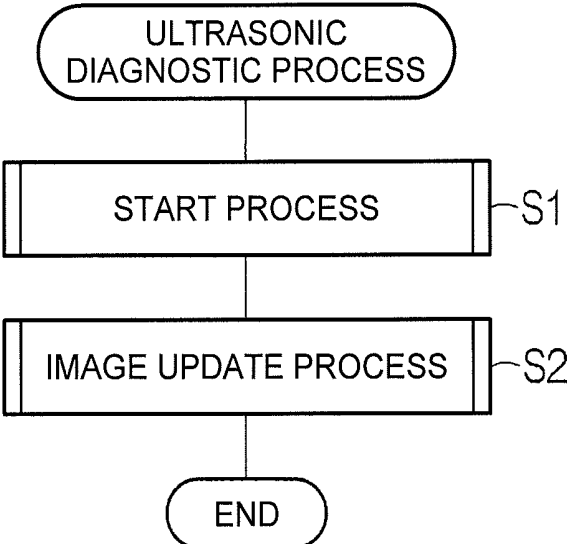 ULTRASONIC
DIAGNOSTIC PROCESS
START PROCESS
S1
IMAGE UPDATE PROCESS
S2
END